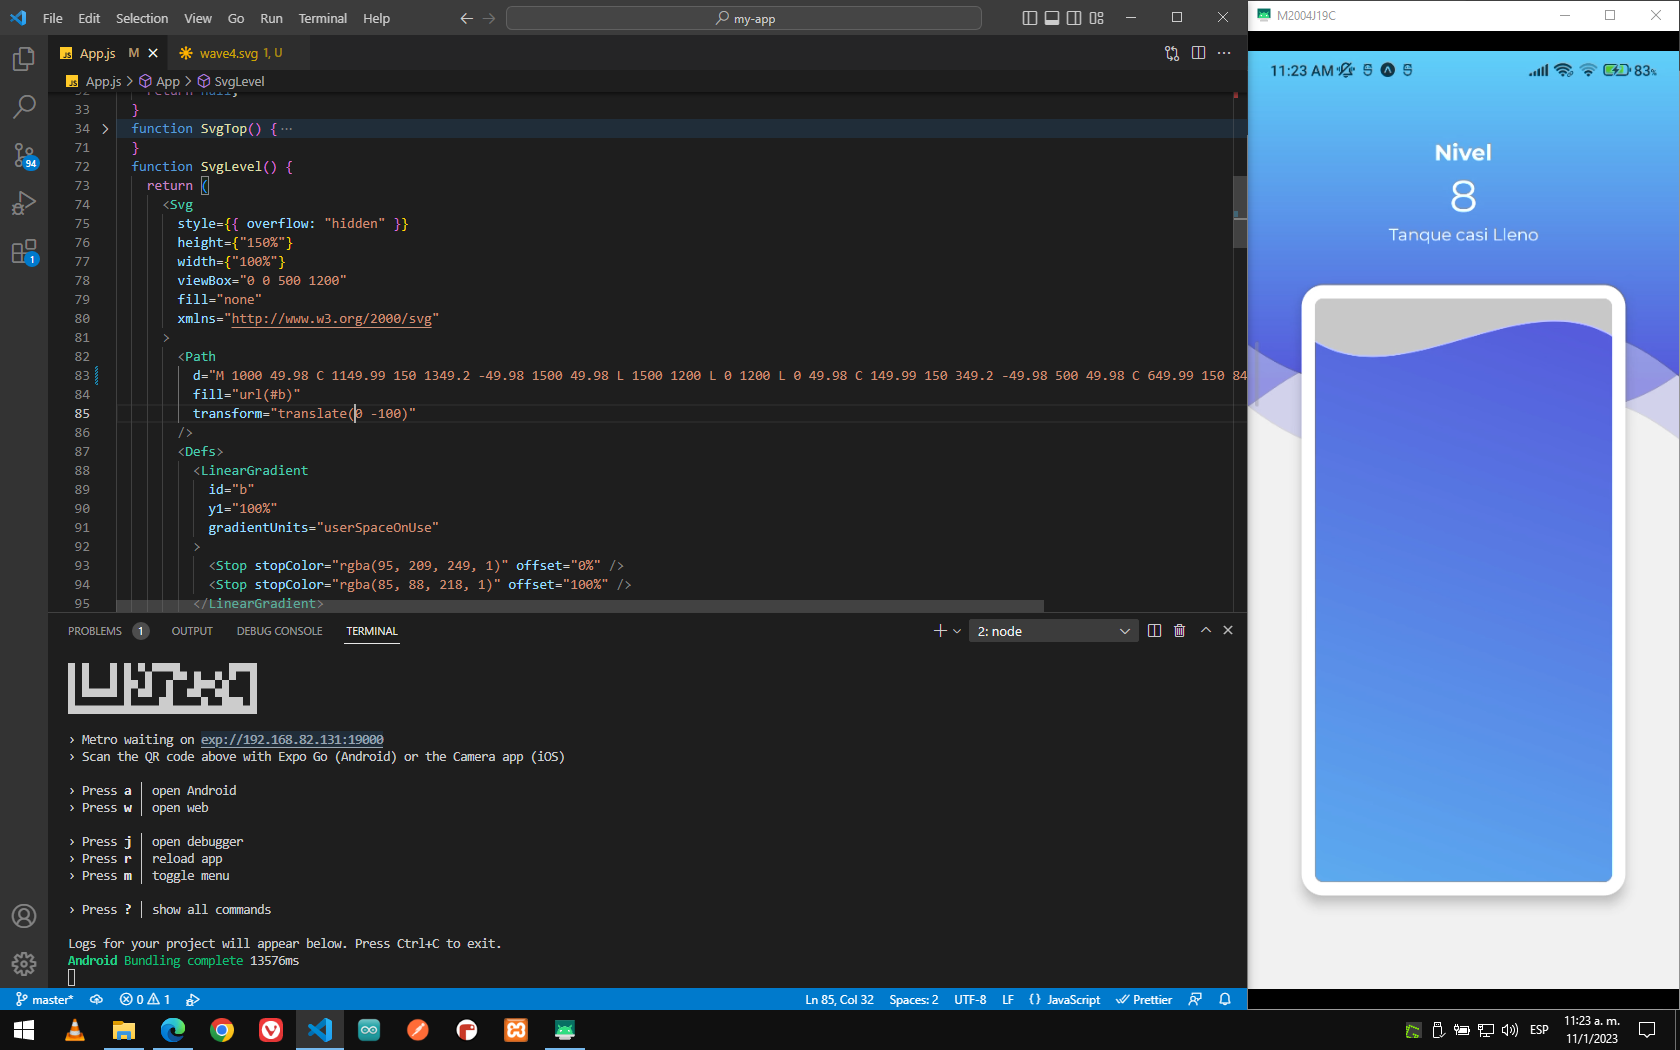 File Edit Selection View Go Run Terminal Help
my-app
M2004J19C
App.js M
wave4.svg 1, U
App.js > App > SvgLevel
11:23 AM
83%
33 }
34 function SvgTop() { ···
71 }
72 function SvgLevel() {
73 return (
74 <Svg
75 style={{ overflow: "hidden" }}
76 height={"150%"}
77 width={"100%"}
78 viewBox="0 0 500 1200"
79 fill="none"
80 xmlns="http://www.w3.org/2000/svg"
81 >
82 <Path
83 d="M 1000 49.98 C 1149.99 150 1349.2 -49.98 1500 49.98 L 1500 1200 L 0 1200 L 0 49.98 C 149.99 150 349.2 -49.98 500 49.98 C 649.99 150 84
84 fill="url(#b)"
85 transform="translate(0 -100)"
86 />
87 <Defs>
88 <LinearGradient
89 id="b"
90 y1="100%"
91 gradientUnits="userSpaceOnUse"
92 >
93 <Stop stopColor="rgba(95, 209, 249, 1)" offset="0%" />
94 <Stop stopColor="rgba(85, 88, 218, 1)" offset="100%" />
95 </LinearGradient>
Nivel
8
Tanque casi Lleno
94
1
PROBLEMS 1 OUTPUT DEBUG CONSOLE TERMINAL
2: node
› Metro waiting on exp://192.168.82.131:19000
› Scan the QR code above with Expo Go (Android) or the Camera app (iOS)
› Press a │ open Android
› Press w │ open web
› Press j │ open debugger
› Press r │ reload app
› Press m │ toggle menu
› Press ? │ show all commands
Logs for your project will appear below. Press Ctrl+C to exit.
Android Bundling complete 13576ms
master* 0 1
Ln 85, Col 32 Spaces: 2 UTF-8 LF {} JavaScript Prettier
ESP
11:23 a. m.
11/1/2023